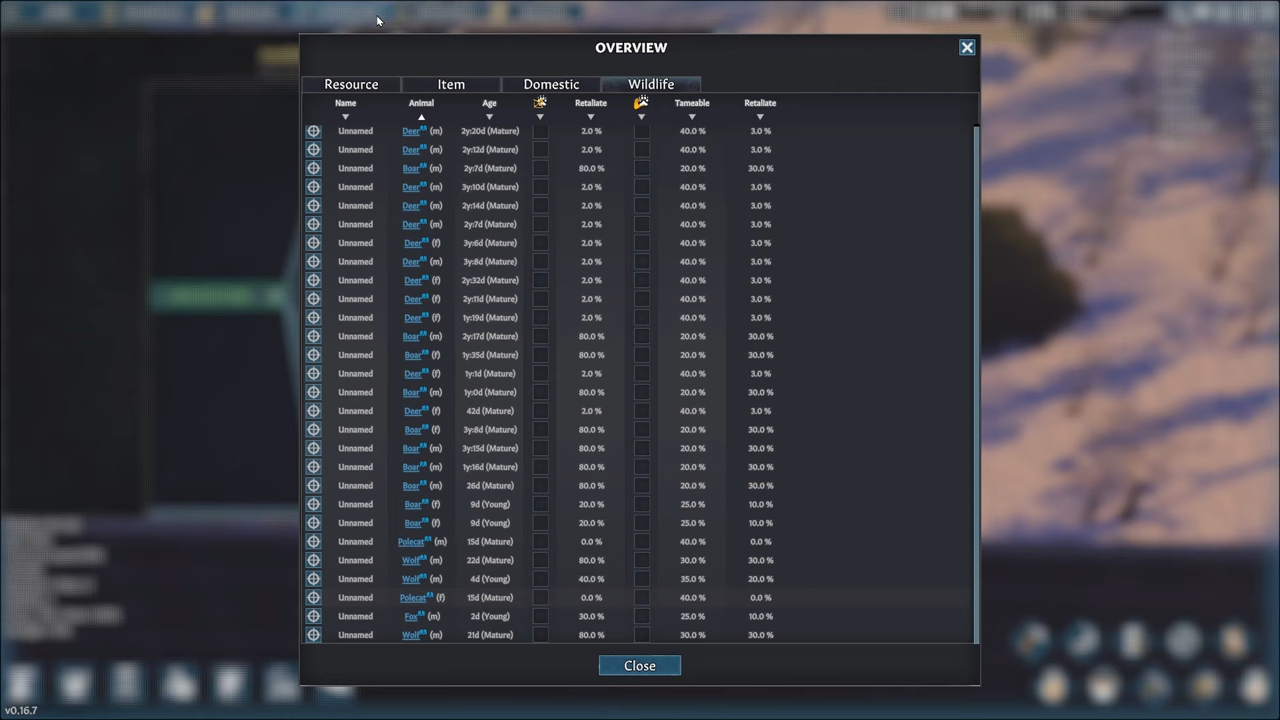 OVERVIEW
Resource Item Domestic Wildlife
Name Animal Age Retaliate Tameable Retaliate
Unnamed Deer (m) 2y:20d (Mature) 2.0 % 40.0 % 3.0 %
Unnamed Deer (m) 2y:12d (Mature) 2.0 % 40.0 % 3.0 %
Unnamed Boar (m) 2y:7d (Mature) 80.0 % 20.0 % 30.0 %
Unnamed Deer (m) 3y:10d (Mature) 2.0 % 40.0 % 3.0 %
Unnamed Deer (m) 2y:14d (Mature) 2.0 % 40.0 % 3.0 %
Unnamed Deer (m) 2y:7d (Mature) 2.0 % 40.0 % 3.0 %
Unnamed Deer (f) 3y:6d (Mature) 2.0 % 40.0 % 3.0 %
Unnamed Deer (m) 3y:8d (Mature) 2.0 % 40.0 % 3.0 %
Unnamed Deer (f) 2y:32d (Mature) 2.0 % 40.0 % 3.0 %
Unnamed Deer (f) 2y:11d (Mature) 2.0 % 40.0 % 3.0 %
Unnamed Deer (f) 1y:19d (Mature) 2.0 % 40.0 % 3.0 %
Unnamed Boar (m) 2y:17d (Mature) 80.0 % 20.0 % 30.0 %
Unnamed Boar (f) 1y:35d (Mature) 80.0 % 20.0 % 30.0 %
Unnamed Deer (f) 1y:1d (Mature) 2.0 % 40.0 % 3.0 %
Unnamed Boar (m) 1y:0d (Mature) 80.0 % 20.0 % 30.0 %
Unnamed Deer (f) 42d (Mature) 2.0 % 40.0 % 3.0 %
Unnamed Boar (f) 3y:8d (Mature) 80.0 % 20.0 % 30.0 %
Unnamed Boar (m) 3y:15d (Mature) 80.0 % 20.0 % 30.0 %
Unnamed Boar (m) 1y:16d (Mature) 80.0 % 20.0 % 30.0 %
Unnamed Boar (m) 26d (Mature) 80.0 % 20.0 % 30.0 %
Unnamed Boar (f) 9d (Young) 20.0 % 25.0 % 10.0 %
Unnamed Boar (f) 9d (Young) 20.0 % 25.0 % 10.0 %
Unnamed Polecat (m) 15d (Mature) 0.0 % 40.0 % 0.0 %
Unnamed Wolf (m) 22d (Mature) 80.0 % 30.0 % 30.0 %
Unnamed Wolf (m) 4d (Young) 40.0 % 35.0 % 20.0 %
Unnamed Polecat (f) 15d (Mature) 0.0 % 40.0 % 0.0 %
Unnamed Fox (m) 2d (Young) 30.0 % 25.0 % 10.0 %
Unnamed Wolf (m) 21d (Mature) 80.0 % 30.0 % 30.0 %
Close
v0.16.7